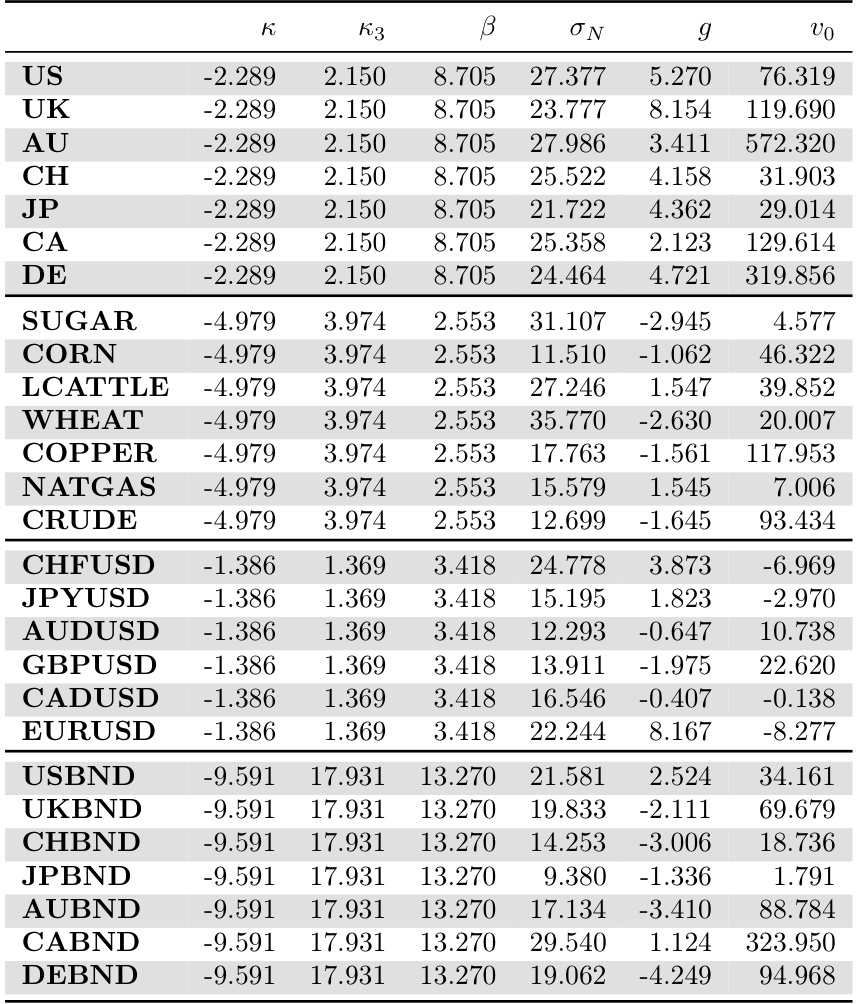 κ κ₃ β σ_N g v₀
US -2.289 2.150 8.705 27.377 5.270 76.319
UK -2.289 2.150 8.705 23.777 8.154 119.690
AU -2.289 2.150 8.705 27.986 3.411 572.320
CH -2.289 2.150 8.705 25.522 4.158 31.903
JP -2.289 2.150 8.705 21.722 4.362 29.014
CA -2.289 2.150 8.705 25.358 2.123 129.614
DE -2.289 2.150 8.705 24.464 4.721 319.856
SUGAR -4.979 3.974 2.553 31.107 -2.945 4.577
CORN -4.979 3.974 2.553 11.510 -1.062 46.322
LCATTLE -4.979 3.974 2.553 27.246 1.547 39.852
WHEAT -4.979 3.974 2.553 35.770 -2.630 20.007
COPPER -4.979 3.974 2.553 17.763 -1.561 117.953
NATGAS -4.979 3.974 2.553 15.579 1.545 7.006
CRUDE -4.979 3.974 2.553 12.699 -1.645 93.434
CHFUSD -1.386 1.369 3.418 24.778 3.873 -6.969
JPYUSD -1.386 1.369 3.418 15.195 1.823 -2.970
AUDUSD -1.386 1.369 3.418 12.293 -0.647 10.738
GBPUSD -1.386 1.369 3.418 13.911 -1.975 22.620
CADUSD -1.386 1.369 3.418 16.546 -0.407 -0.138
EURUSD -1.386 1.369 3.418 22.244 8.167 -8.277
USBND -9.591 17.931 13.270 21.581 2.524 34.161
UKBND -9.591 17.931 13.270 19.833 -2.111 69.679
CHBND -9.591 17.931 13.270 14.253 -3.006 18.736
JPBND -9.591 17.931 13.270 9.380 -1.336 1.791
AUBND -9.591 17.931 13.270 17.134 -3.410 88.784
CABND -9.591 17.931 13.270 29.540 1.124 323.950
DEBND -9.591 17.931 13.270 19.062 -4.249 94.968